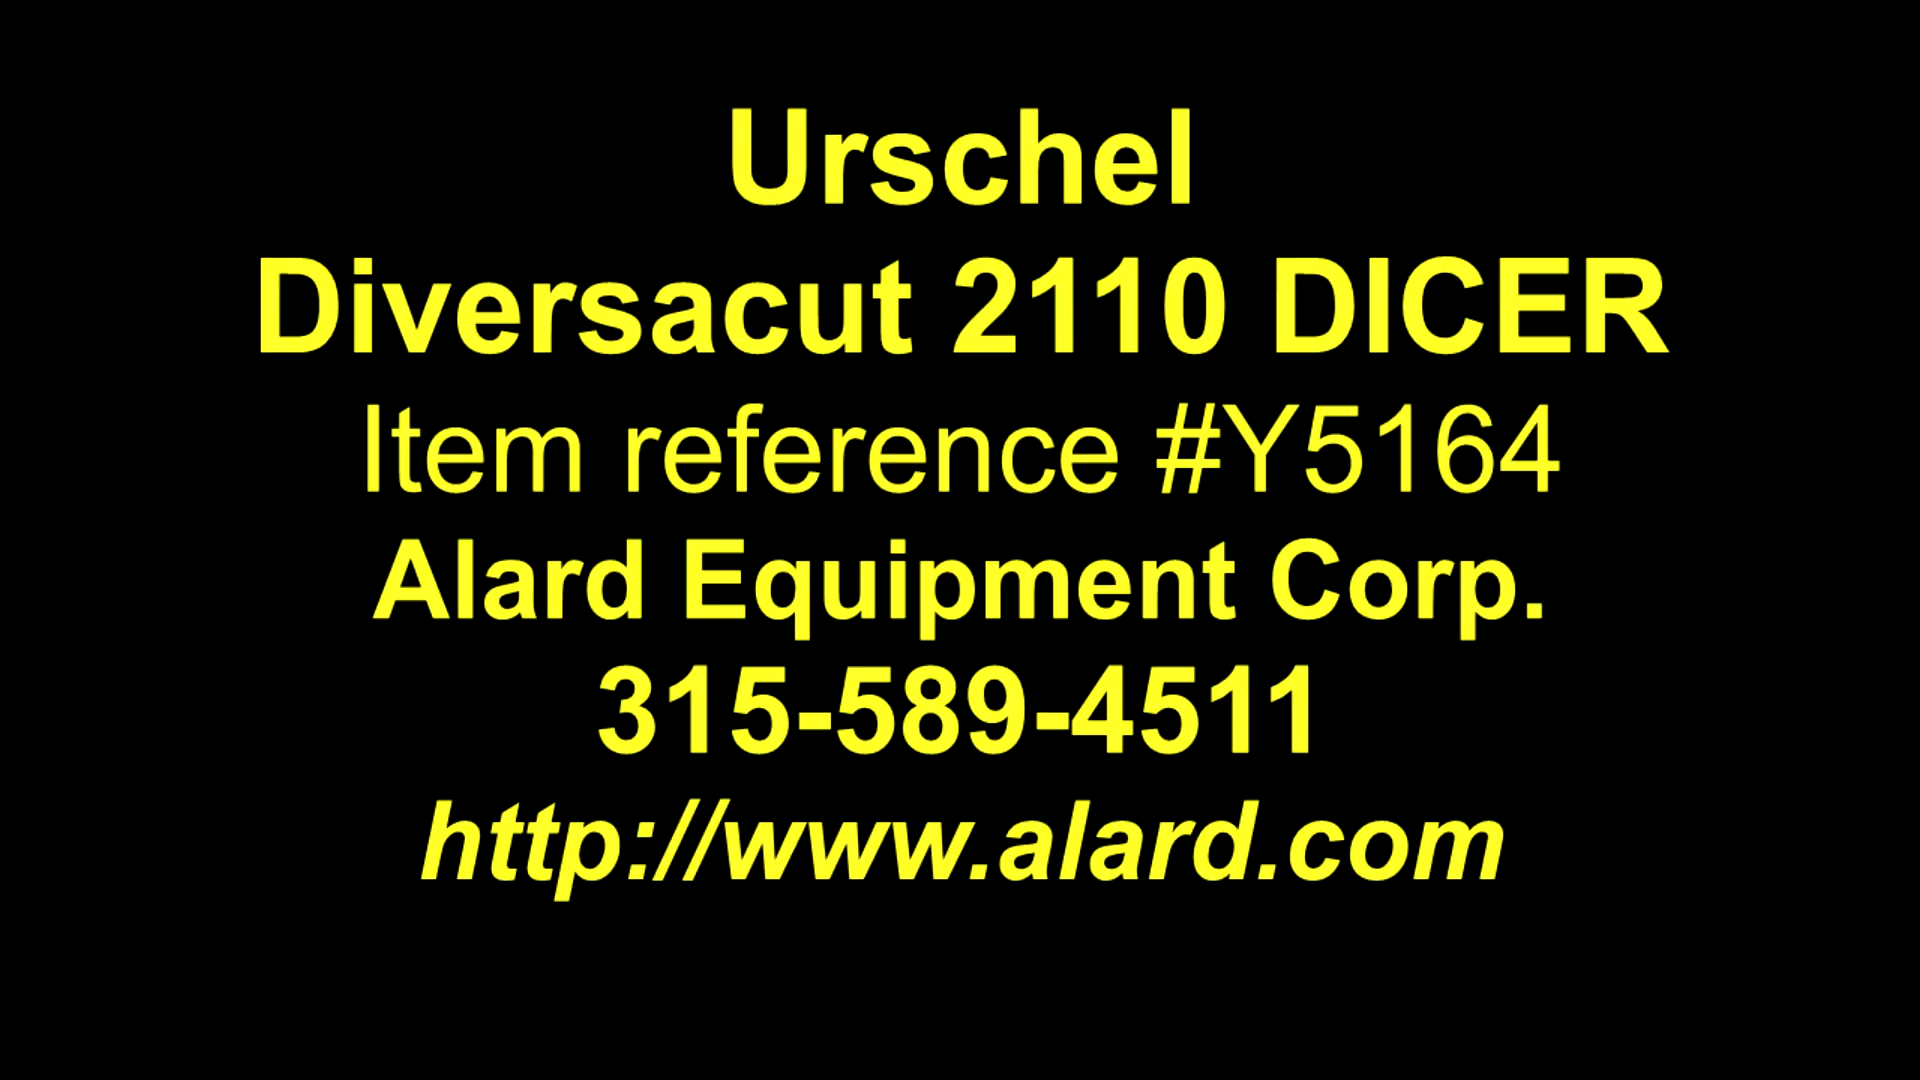 Urschel
Diversacut 2110 DICER
Item reference #Y5164
Alard Equipment Corp.
315-589-4511
http://www.alard.com